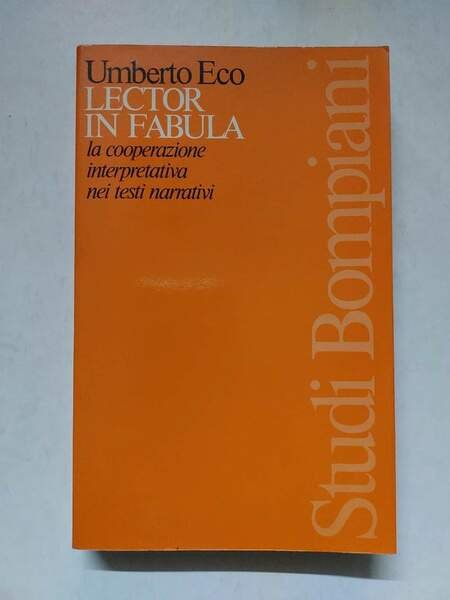 Umberto Eco
LECTOR
IN FABULA
la cooperazione
interpretativa
nei testi narrativi
Studi Bompiani